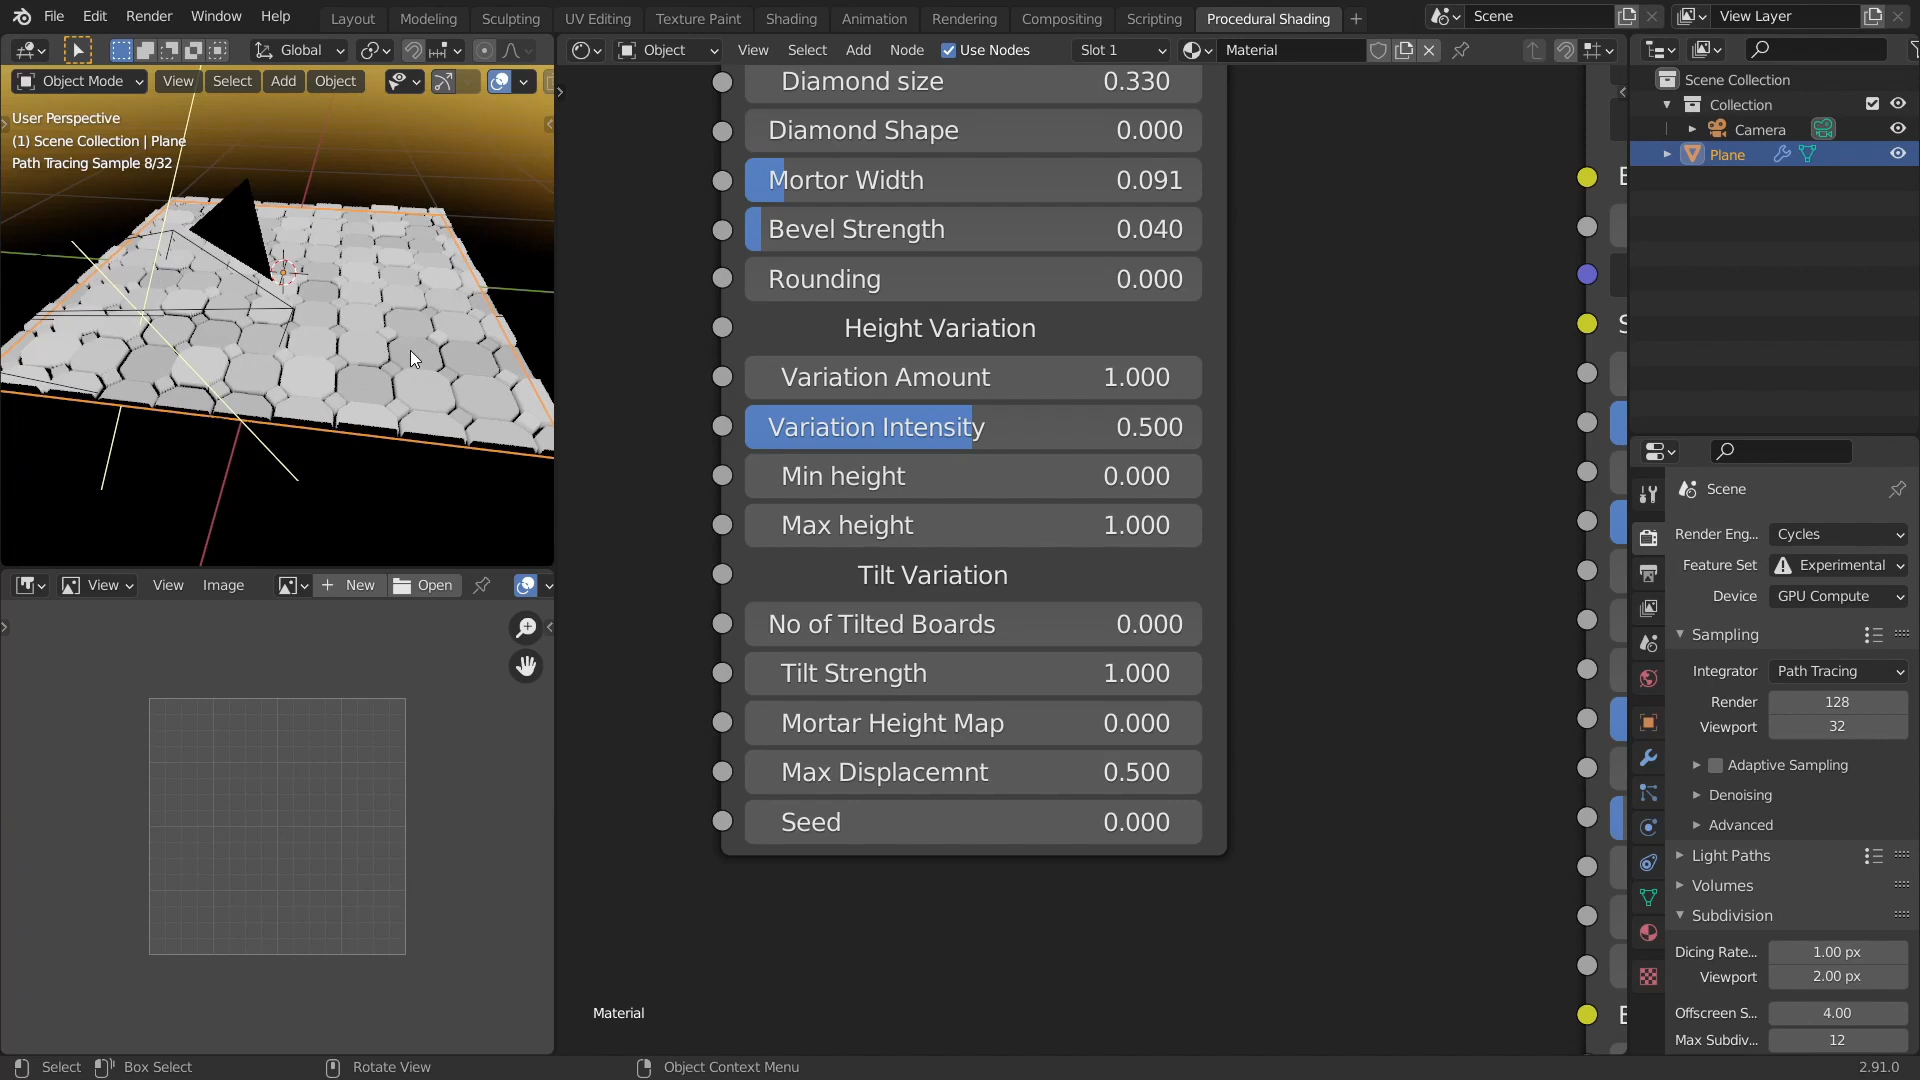 File Edit Render Window Help Layout Modeling Sculpting UV Editing Texture Paint Shading Animation Rendering Compositing Scripting Procedural Shading Scene View Layer
Global Object View Select Add Node Use Nodes Slot 1 Material
Object Mode View Select Add Object
User Perspective
(1) Scene Collection | Plane
Path Tracing Sample 8/32
Diamond size 0.330
Diamond Shape 0.000
Mortor Width 0.091
Bevel Strength 0.040
Rounding 0.000
Height Variation
Variation Amount 1.000
Variation Intensity 0.500
Min height 0.000
Max height 1.000
Tilt Variation
No of Tilted Boards 0.000
Tilt Strength 1.000
Mortar Height Map 0.000
Max Displacemnt 0.500
Seed 0.000
Material
View View Image New Open
Scene Collection
Collection
Camera
Plane
Scene
Render Eng... Cycles
Feature Set Experimental
Device GPU Compute
Sampling
Integrator Path Tracing
Render 128
Viewport 32
Adaptive Sampling
Denoising
Advanced
Light Paths
Volumes
Subdivision
Dicing Rate... 1.00 px
Viewport 2.00 px
Offscreen S... 4.00
Max Subdiv... 12
Select Box Select Rotate View Object Context Menu 2.91.0